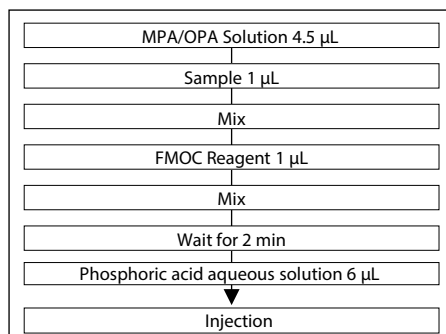 MPA/OPA Solution 4.5 µL
Sample 1 µL
Mix
FMOC Reagent 1 µL
Mix
Wait for 2 min
Phosphoric acid aqueous solution 6 µL
Injection